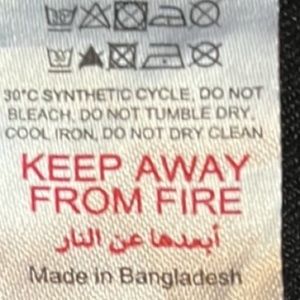 30°C SYNTHETIC CYCLE, DO NOT
BLEACH, DO NOT TUMBLE DRY,
COOL IRON, DO NOT DRY CLEAN
KEEP AWAY
FROM FIRE
أبعدها عن النار
Made in Bangladesh